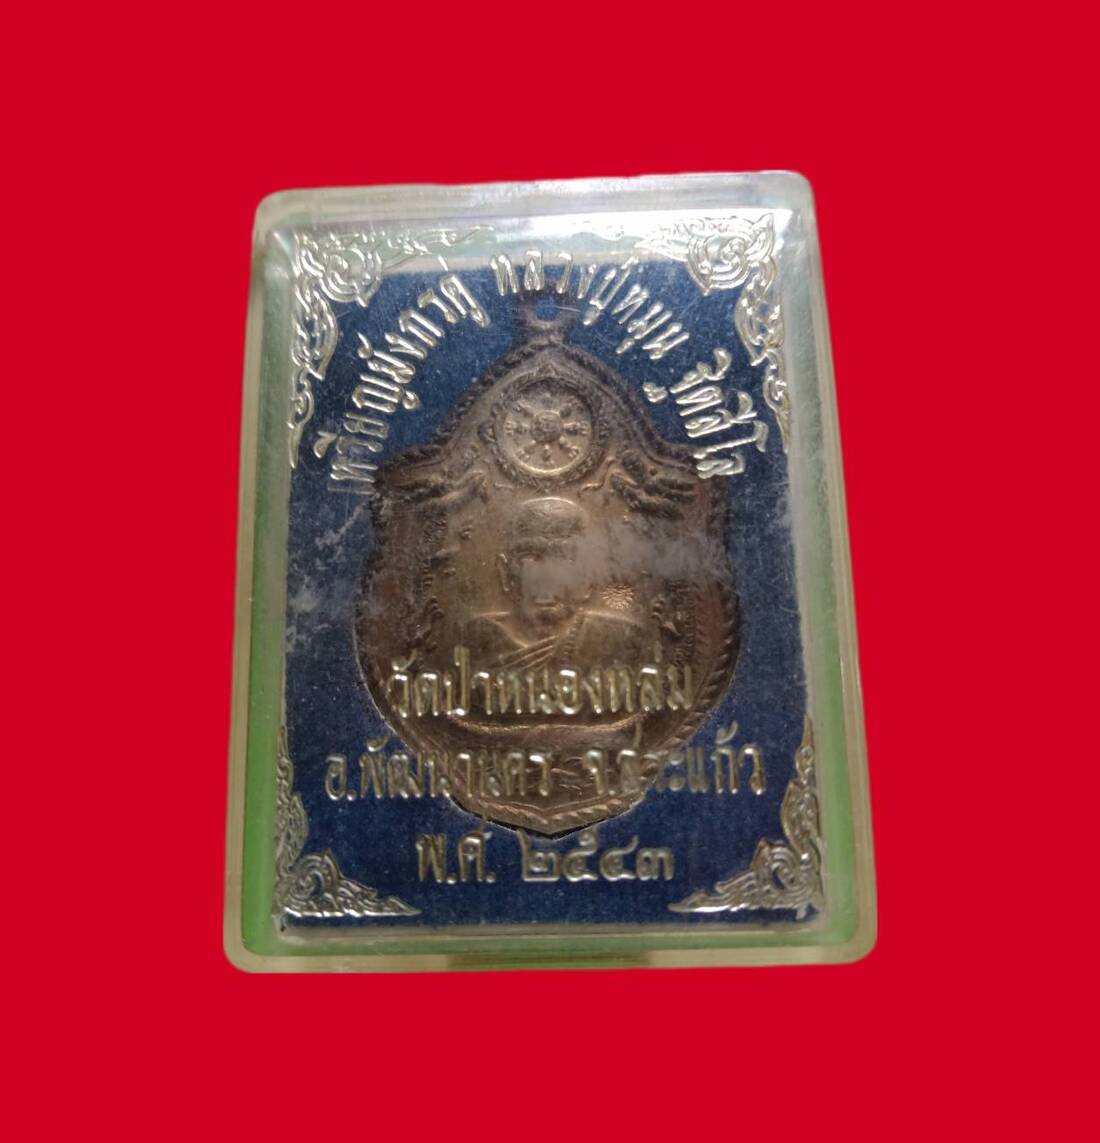 เหรียญมังกรคู่ หลวงปู่หมุน ฐิตสีโล
วัดป่าหนองหล่ม
อ.พัฒนานคร จ.สระแก้ว
พ.ศ. ๒๕๔๓